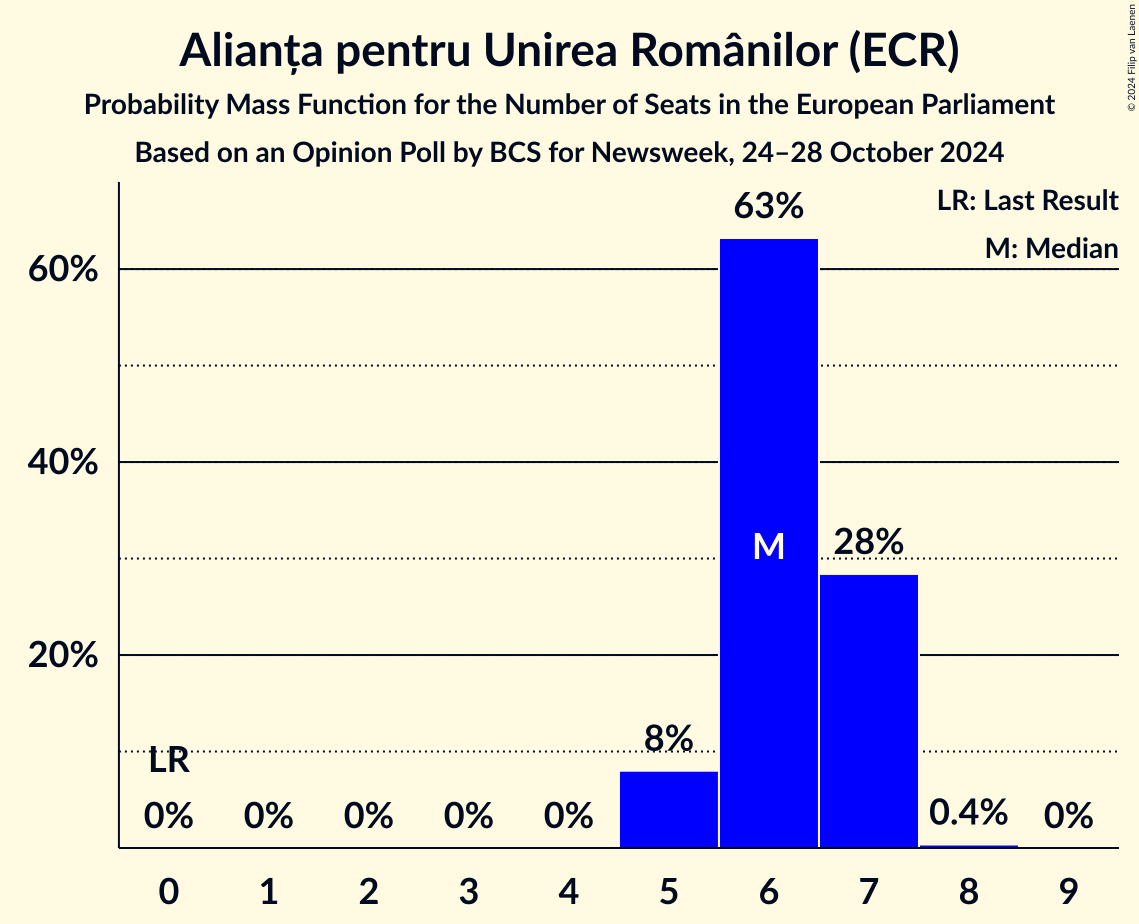 Alianța pentru Unirea Românilor (ECR)
Probability Mass Function for the Number of Seats in the European Parliament
Based on an Opinion Poll by BCS for Newsweek, 24–28 October 2024
© 2024 Filip van Laenen
LR: Last Result
M: Median
60%
40%
20%
63%
M
28%
8%
LR
0%
0%
0%
0%
0%
0.4%
0%
0 1 2 3 4 5 6 7 8 9